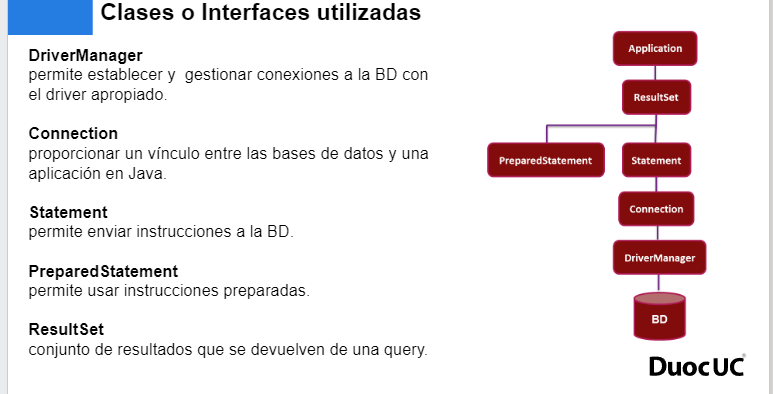 Clases o Interfaces utilizadas
DriverManager
permite establecer y gestionar conexiones a la BD con
el driver apropiado.
Connection
proporcionar un vínculo entre las bases de datos y una
aplicación en Java.
Statement
permite enviar instrucciones a la BD.
PreparedStatement
permite usar instrucciones preparadas.
ResultSet
conjunto de resultados que se devuelven de una query.
Application
ResultSet
PreparedStatement
Statement
Connection
DriverManager
BD
DuocUC